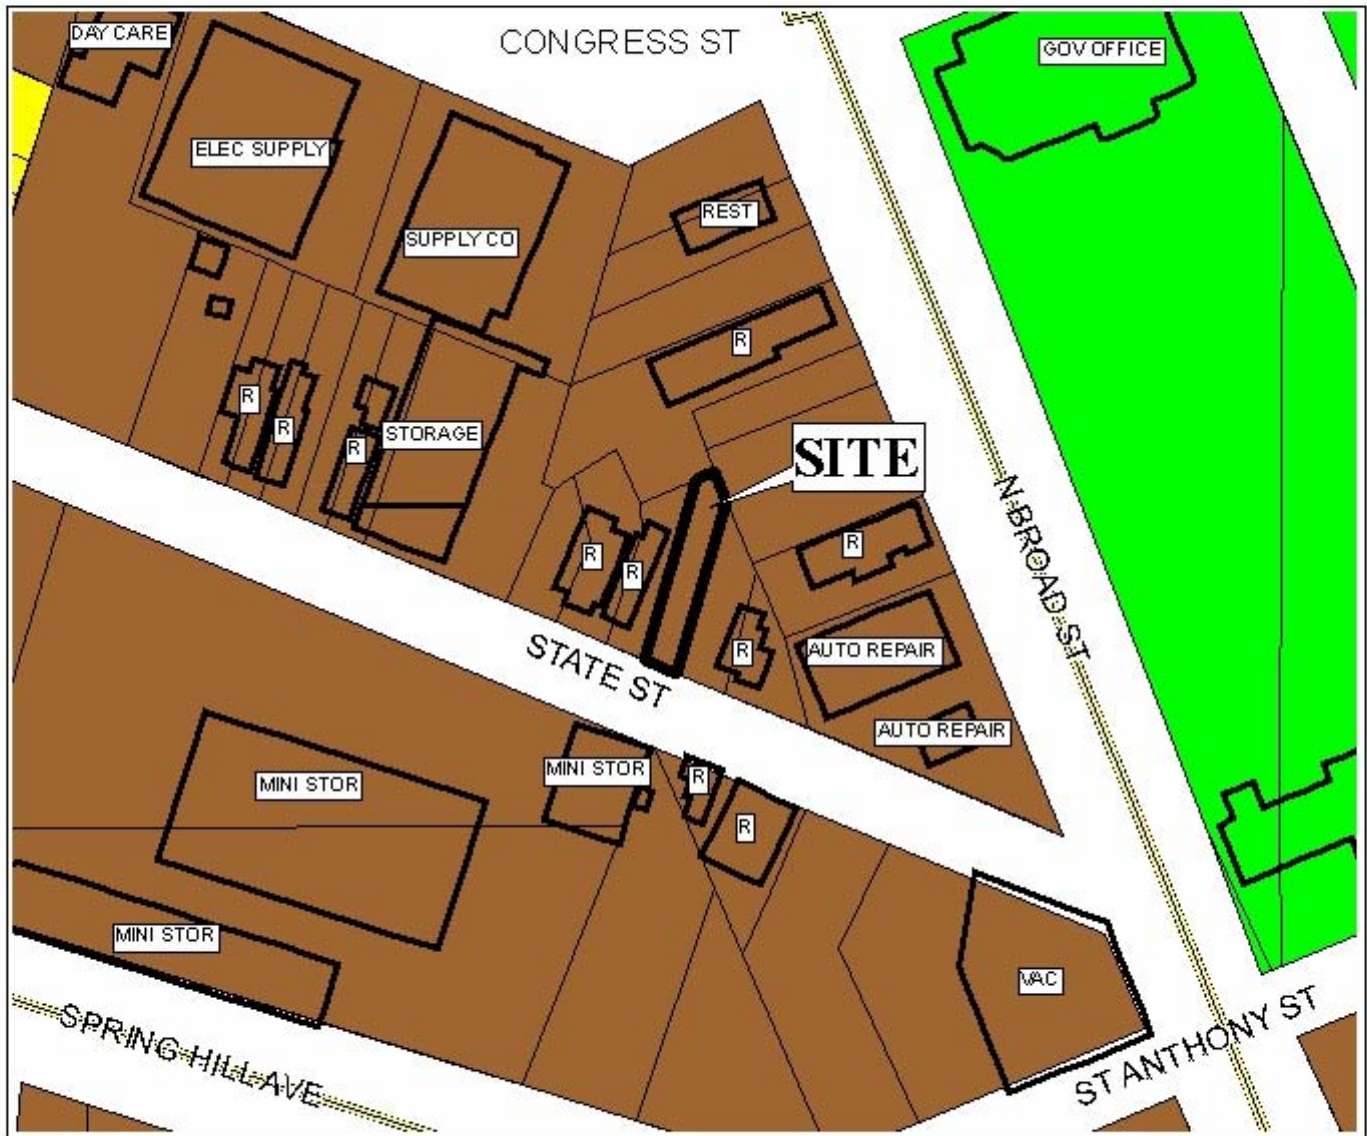 DAY CARE
CONGRESS ST
GOV OFFICE
ELEC SUPPLY
REST
SUPPLY CO
R
R
R
R
STORAGE
SITE
N BROAD ST
R
R
R
R
AUTO REPAIR
STATE ST
AUTO REPAIR
MINI STOR
MINI STOR
R
R
MINI STOR
VAC
SPRING HILL AVE
ST ANTHONY ST